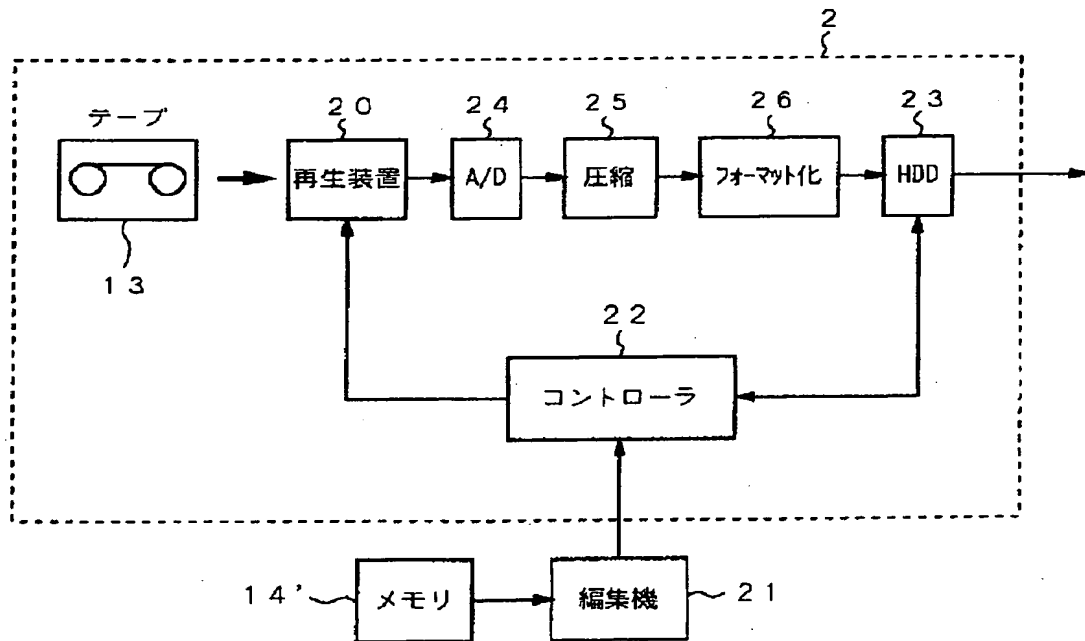 2
テープ
20
24
25
26
23
再生装置
A/D
圧縮
フォーマット化
HDD
13
22
コントローラ
14'
メモリ
編集機
21